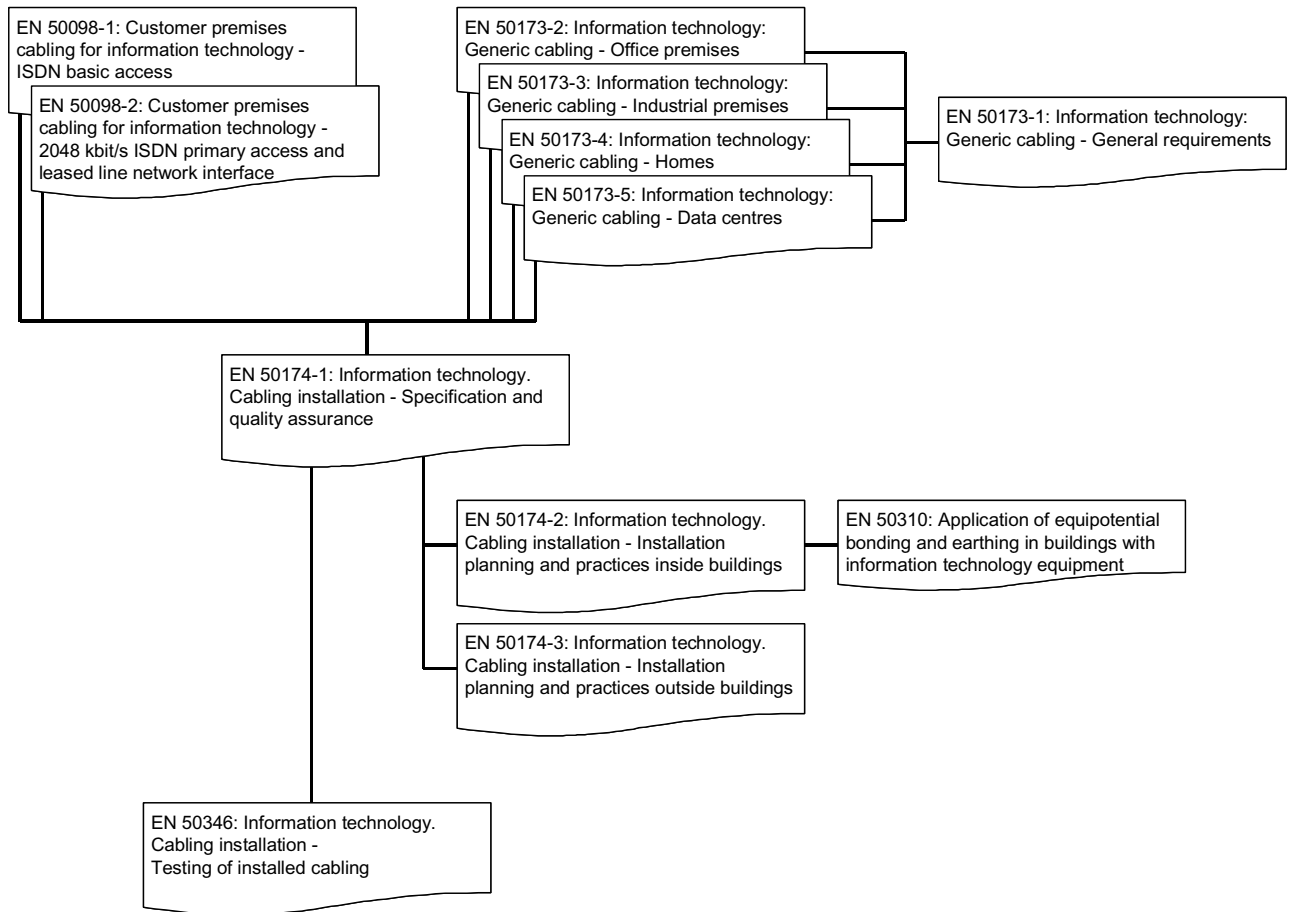 EN 50098-1: Customer premises
cabling for information technology -
ISDN basic access
EN 50098-2: Customer premises
cabling for information technology -
2048 kbit/s ISDN primary access and
leased line network interface
EN 50173-2: Information technology:
Generic cabling - Office premises
EN 50173-3: Information technology:
Generic cabling - Industrial premises
EN 50173-4: Information technology:
Generic cabling - Homes
EN 50173-5: Information technology:
Generic cabling - Data centres
EN 50173-1: Information technology:
Generic cabling - General requirements
EN 50174-1: Information technology.
Cabling installation - Specification and
quality assurance
EN 50174-2: Information technology.
Cabling installation - Installation
planning and practices inside buildings
EN 50310: Application of equipotential
bonding and earthing in buildings with
information technology equipment
EN 50174-3: Information technology.
Cabling installation - Installation
planning and practices outside buildings
EN 50346: Information technology.
Cabling installation -
Testing of installed cabling